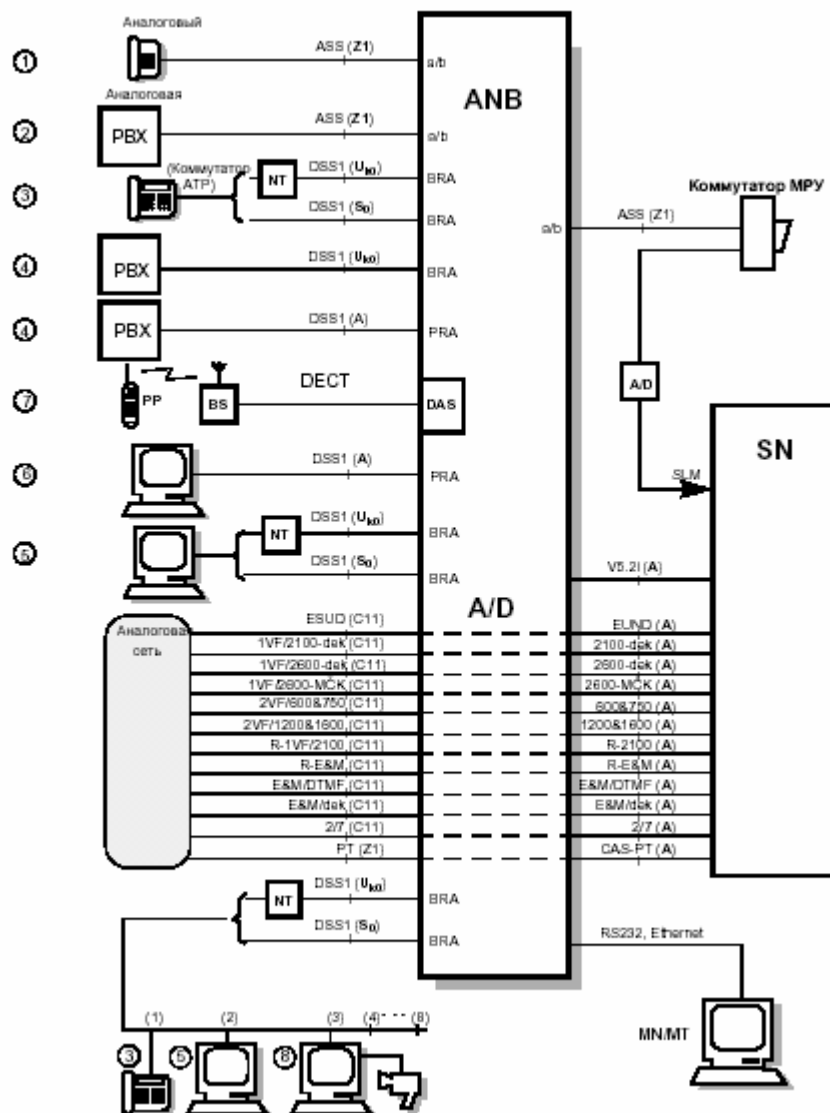 Аналоговый
1
ASS (Z1)
a/b
ANB
Аналоговая
2
PBX
ASS (Z1)
a/b
(Коммутатор АТР)
3
NT
DSS1 (Uk0)
BRA
DSS1 (S0)
BRA
a/b
ASS (Z1)
Коммутатор МРУ
4
PBX
DSS1 (Uk0)
BRA
4
PBX
DSS1 (A)
PRA
A/D
7
PP
BS
DECT
DAS
SN
6
DSS1 (A)
PRA
SLM
5
NT
DSS1 (Uk0)
BRA
DSS1 (S0)
BRA
V5.2I (A)
A/D
Аналоговая
сеть
ESUD (C11)
EUND (A)
1VF/2100-dek (C11)
2100-dek (A)
1VF/2600-dek (C11)
2600-dek (A)
1VF/2600-MCK (C11)
2600-MCK (A)
2VF/600&750 (C11)
600&750 (A)
2VF/1200&1600 (C11)
1200&1600 (A)
R-1VF/2100 (C11)
R-2100 (A)
R-E&M (C11)
R-E&M (A)
E&M/DTMF (C11)
E&M/DTMF (A)
E&M/dek (C11)
E&M/dek (A)
2/7 (C11)
2/7 (A)
PT (Z1)
CAS-PT (A)
NT
DSS1 (Uk0)
BRA
DSS1 (S0)
BRA
RS232, Ethernet
(1) (2) (3) (4) (8)
MN/MT
3 5 8